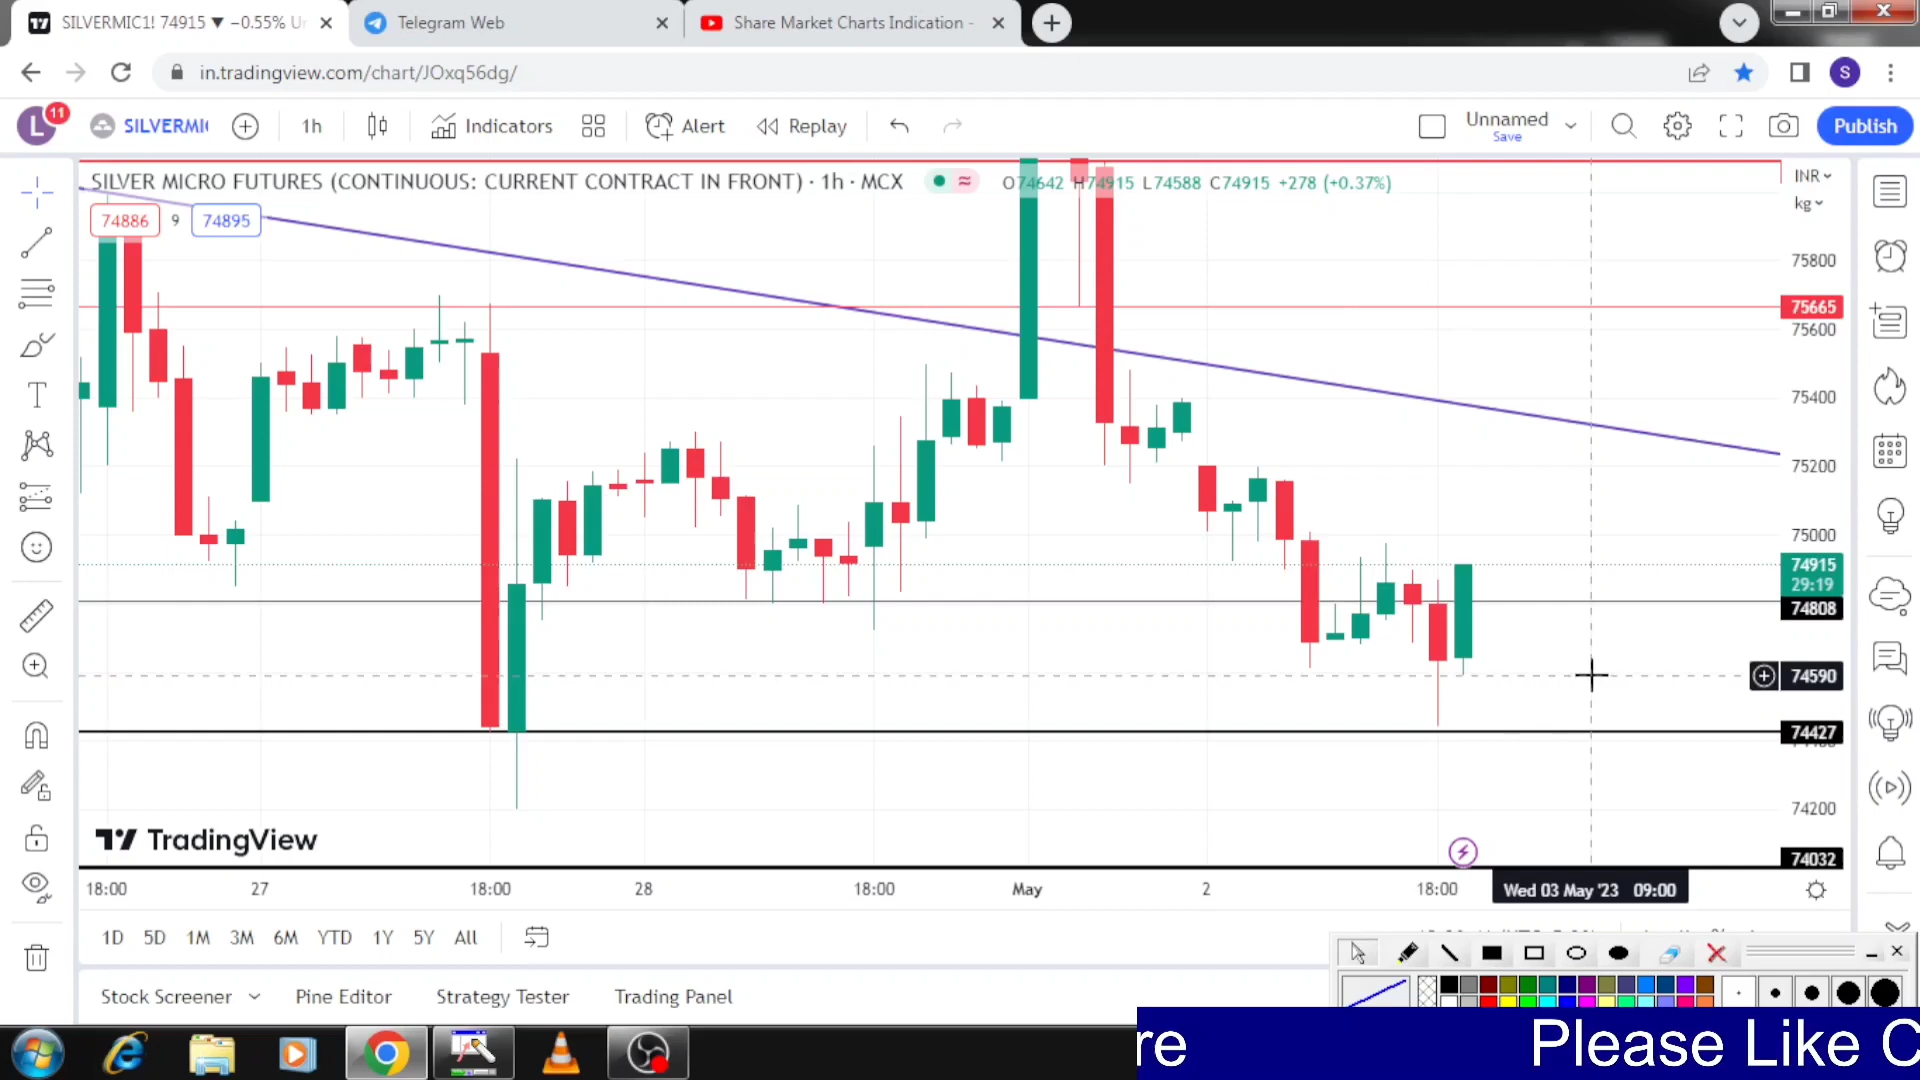 SILVERMIC1! 74915 ▼ −0.55% Un
Telegram Web
Share Market Charts Indication -
in.tradingview.com/chart/JOxq56dg/
S
L
11
SILVERMI
1h
Indicators
Alert
Replay
Unnamed
Save
Publish
SILVER MICRO FUTURES (CONTINUOUS: CURRENT CONTRACT IN FRONT) · 1h · MCX
O74642 H74915 L74588 C74915 +278 (+0.37%)
INR
kg
74886
9
74895
75800
75665
75600
75400
75200
75000
74915
29:19
74808
74590
74427
74200
74032
TradingView
18:00
27
18:00
28
18:00
May
2
18:00
Wed 03 May '23 09:00
1D
5D
1M
3M
6M
YTD
1Y
5Y
All
Stock Screener
Pine Editor
Strategy Tester
Trading Panel
re
Please Like C